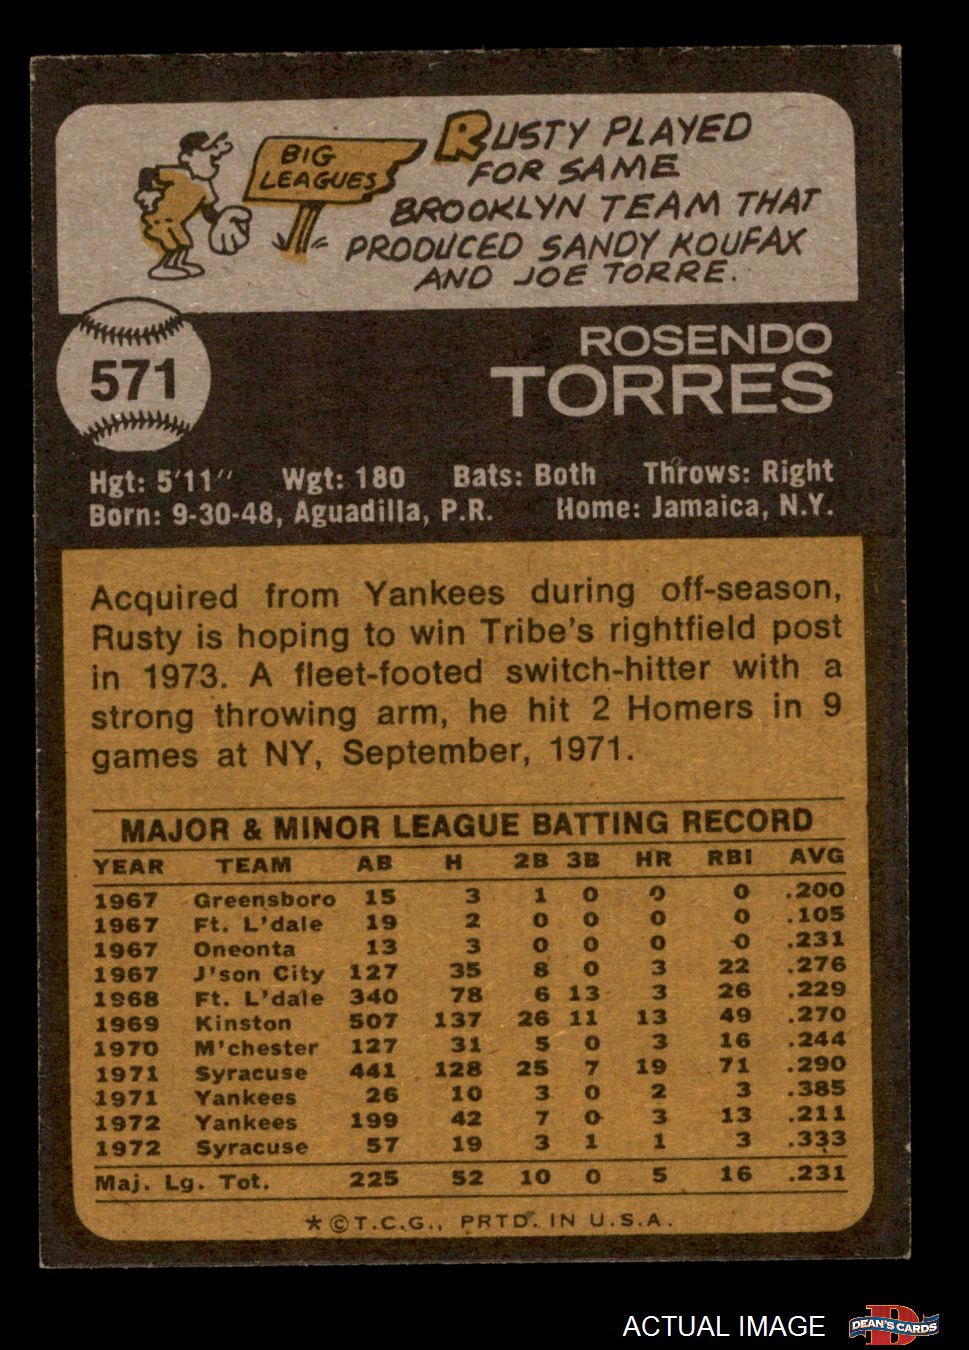 BIG
LEAGUES
RUSTY PLAYED
FOR SAME
BROOKLYN TEAM THAT
PRODUCED SANDY KOUFAX
AND JOE TORRE.
571
ROSENDO
TORRES
Hgt: 5'11" Wgt: 180 Bats: Both Throws: Right
Born: 9-30-48, Aguadilla, P.R. Home: Jamaica, N.Y.
Acquired from Yankees during off-season,
Rusty is hoping to win Tribe's rightfield post
in 1973. A fleet-footed switch-hitter with a
strong throwing arm, he hit 2 Homers in 9
games at NY, September, 1971.
MAJOR & MINOR LEAGUE BATTING RECORD
YEAR TEAM AB H 2B 3B HR RBI AVG
1967 Greensboro 15 3 1 0 0 0 .200
1967 Ft. L'dale 19 2 0 0 0 0 .105
1967 Oneonta 13 3 0 0 0 0 .231
1967 J'son City 127 35 8 0 3 22 .276
1968 Ft. L'dale 340 78 6 13 3 26 .229
1969 Kinston 507 137 26 11 13 49 .270
1970 M'chester 127 31 5 0 3 16 .244
1971 Syracuse 441 128 25 7 19 71 .290
1971 Yankees 26 10 3 0 2 3 .385
1972 Yankees 199 42 7 0 3 13 .211
1972 Syracuse 57 19 3 1 1 3 .333
Maj. Lg. Tot. 225 52 10 0 5 16 .231
*©T.C.G., PRTD. IN U.S.A.
ACTUAL IMAGE
D
DEAN'S CARDS